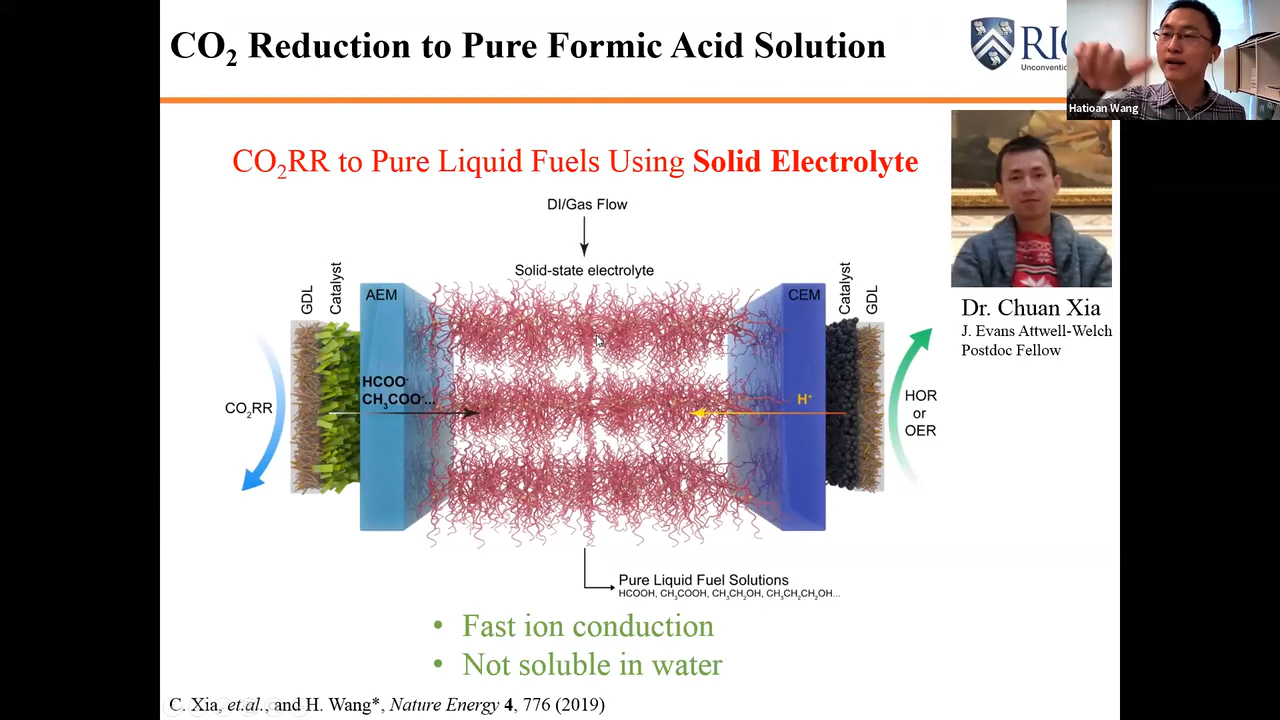 CO₂ Reduction to Pure Formic Acid Solution
RIC
Unconventi
Hatioan Wang
CO₂RR to Pure Liquid Fuels Using Solid Electrolyte
DI/Gas Flow
Solid-state electrolyte
GDL
Catalyst
AEM
CEM
Catalyst
GDL
HCOO⁻
CH₃COO⁻...
H⁺
CO₂RR
HOR
or
OER
Dr. Chuan Xia
J. Evans Attwell-Welch
Postdoc Fellow
Pure Liquid Fuel Solutions
HCOOH, CH₃COOH, CH₃CH₂OH, CH₃CH₂CH₂OH...
• Fast ion conduction
• Not soluble in water
C. Xia, et.al., and H. Wang*, Nature Energy 4, 776 (2019)